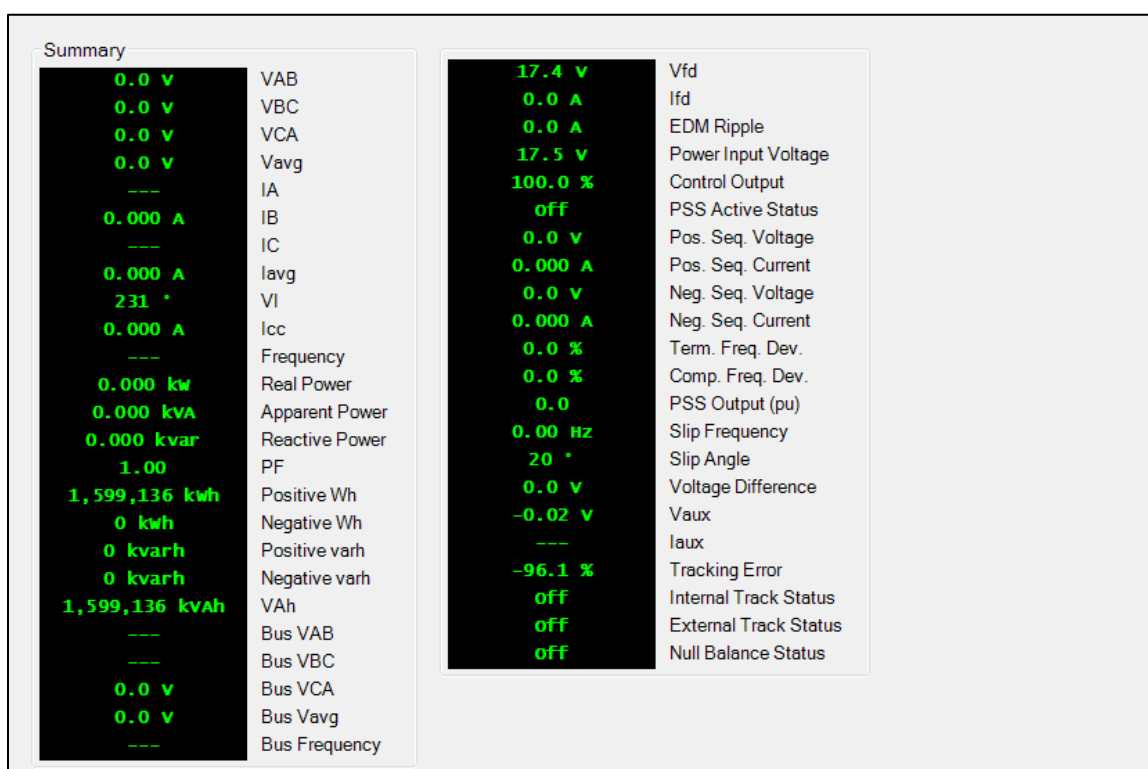 Summary
0.0 V VAB
0.0 V VBC
0.0 V VCA
0.0 V Vavg
--- IA
0.000 A IB
--- IC
0.000 A Iavg
231 ° VI
0.000 A Icc
--- Frequency
0.000 kW Real Power
0.000 kVA Apparent Power
0.000 kvar Reactive Power
1.00 PF
1,599,136 kWh Positive Wh
0 kWh Negative Wh
0 kvarh Positive varh
0 kvarh Negative varh
1,599,136 kVAh VAh
--- Bus VAB
--- Bus VBC
0.0 V Bus VCA
0.0 V Bus Vavg
--- Bus Frequency
17.4 V Vfd
0.0 A Ifd
0.0 A EDM Ripple
17.5 V Power Input Voltage
100.0 % Control Output
off PSS Active Status
0.0 V Pos. Seq. Voltage
0.000 A Pos. Seq. Current
0.0 V Neg. Seq. Voltage
0.000 A Neg. Seq. Current
0.0 % Term. Freq. Dev.
0.0 % Comp. Freq. Dev.
0.0 PSS Output (pu)
0.00 Hz Slip Frequency
20 ° Slip Angle
0.0 V Voltage Difference
-0.02 V Vaux
--- Iaux
-96.1 % Tracking Error
off Internal Track Status
off External Track Status
off Null Balance Status